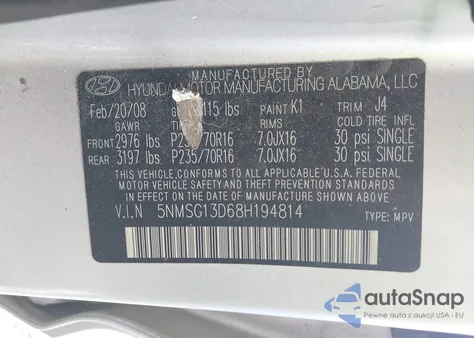 MANUFACTURED BY
HYUNDAI MOTOR MANUFACTURING ALABAMA, LLC
Feb/20/08 115 lbs PAINT K1 TRIM J4
GAWR TIRES RIMS COLD TIRE INFL
FRONT 2976 lbs 70R16 7.0JX16 30 psi SINGLE
REAR 3197 lbs P235/70R16 7.0JX16 30 psi SINGLE
THIS VEHICLE CONFORMS TO ALL APPLICABLE U.S.A. FEDERAL
MOTOR VEHICLE SAFETY AND THEFT PREVENTION STANDARDS IN
EFFECT ON THE DATE OF MANUFACTURE SHOWN ABOVE.
V.I.N 5NMSG13D68H194814 TYPE: MPV
autoSnap
Pewne auta z aukcji USA i EU